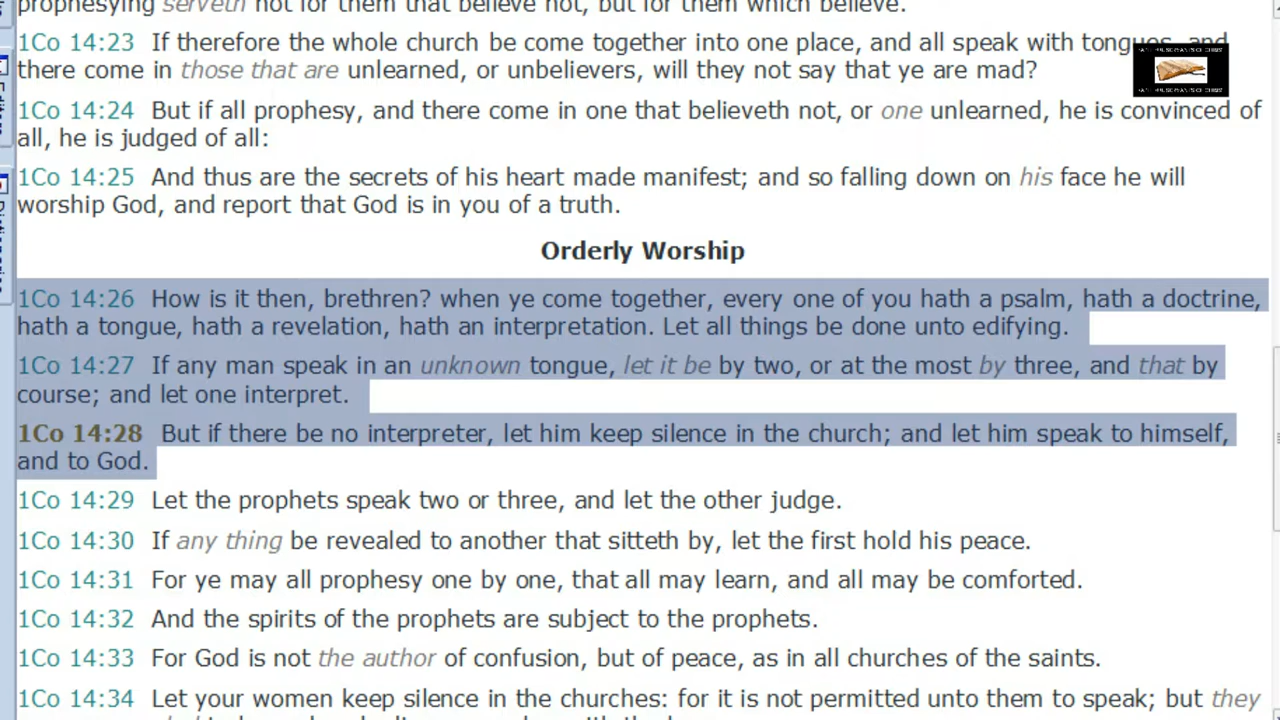 prophesying serveth not for them that believe not, but for them which believe.
1Co 14:23 If therefore the whole church be come together into one place, and all speak with tongues, and
there come in those that are unlearned, or unbelievers, will they not say that ye are mad?
1Co 14:24 But if all prophesy, and there come in one that believeth not, or one unlearned, he is convinced of
all, he is judged of all:
1Co 14:25 And thus are the secrets of his heart made manifest; and so falling down on his face he will
worship God, and report that God is in you of a truth.
Orderly Worship
1Co 14:26 How is it then, brethren? when ye come together, every one of you hath a psalm, hath a doctrine,
hath a tongue, hath a revelation, hath an interpretation. Let all things be done unto edifying.
1Co 14:27 If any man speak in an unknown tongue, let it be by two, or at the most by three, and that by
course; and let one interpret.
1Co 14:28 But if there be no interpreter, let him keep silence in the church; and let him speak to himself,
and to God.
1Co 14:29 Let the prophets speak two or three, and let the other judge.
1Co 14:30 If any thing be revealed to another that sitteth by, let the first hold his peace.
1Co 14:31 For ye may all prophesy one by one, that all may learn, and all may be comforted.
1Co 14:32 And the spirits of the prophets are subject to the prophets.
1Co 14:33 For God is not the author of confusion, but of peace, as in all churches of the saints.
1Co 14:34 Let your women keep silence in the churches: for it is not permitted unto them to speak; but they